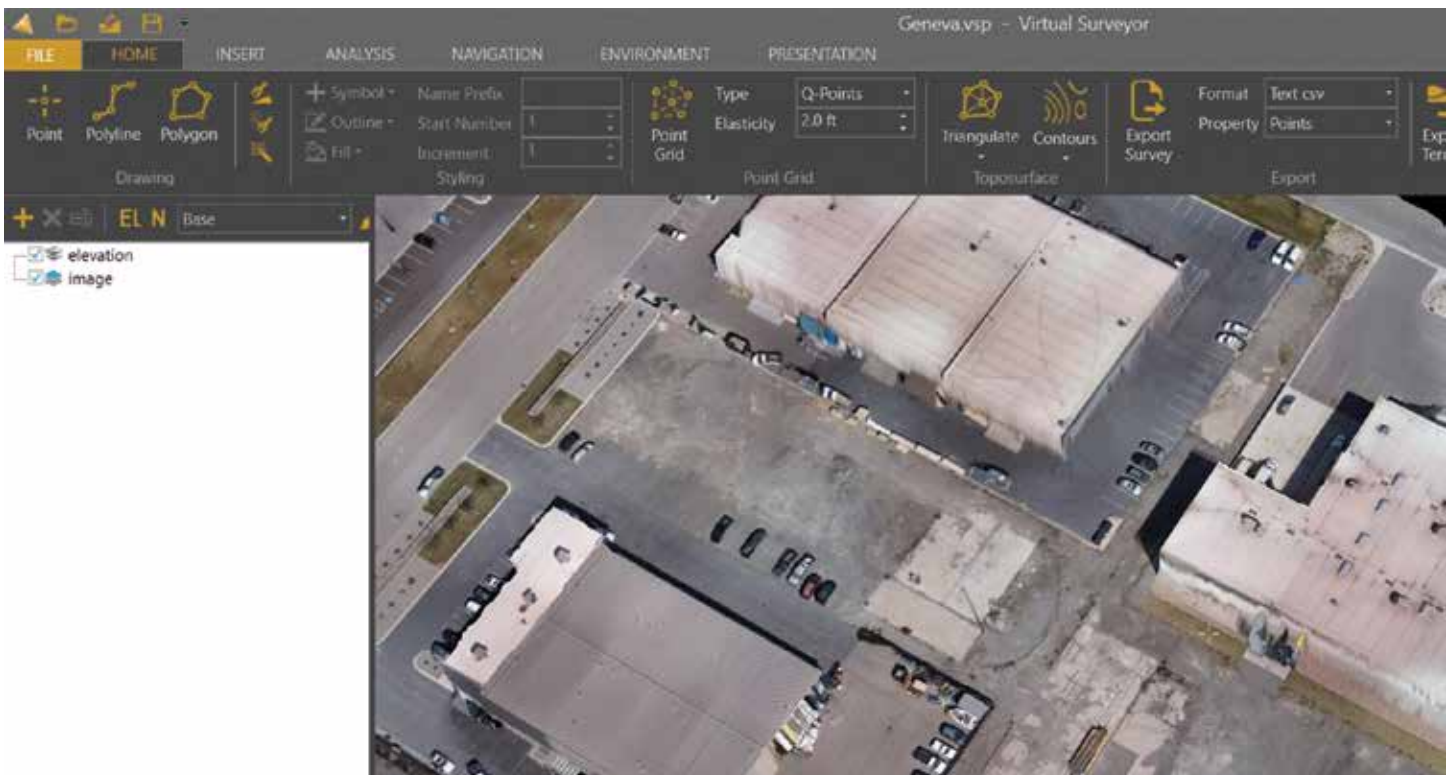 Geneva.vsp - Virtual Surveyor
FILE HOME INSERT ANALYSIS NAVIGATION ENVIRONMENT PRESENTATION
Point Polyline Polygon
Drawing
Symbol
Outline
Fill
Name Prefix
Start Number 1
Increment 1
Styling
Point Grid
Type Q-Points
Elasticity 2.0 ft
Point Grid
Triangulate Contours
Toposurface
Export Survey
Format Text csv
Property Points
Export
Exp
Terr
EL N Base
elevation
image